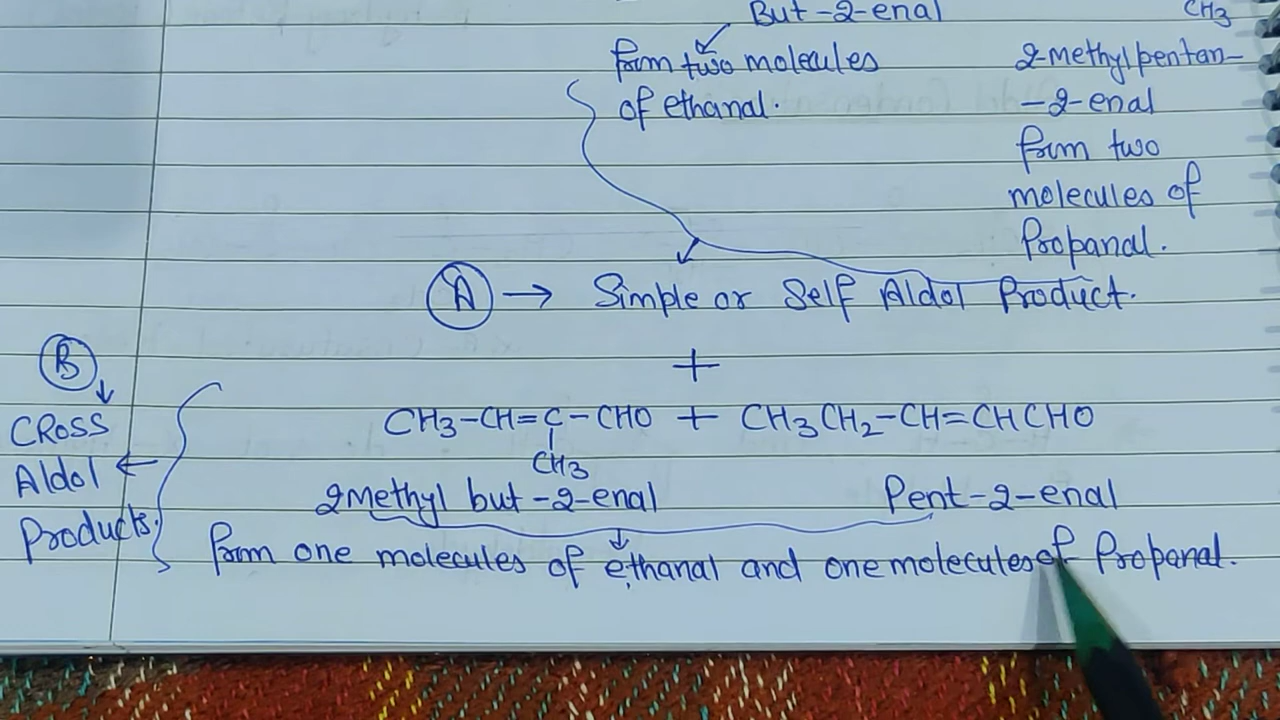 But-2-enal
CH3
from two molecules
of ethanal.
2-methylpentan-
-2-enal
from two
molecules of
Propanal.
A → Simple or Self Aldol Product.
+
B
CROSS
Aldol ←
Products.
CH3-CH=C-CHO + CH3CH2-CH=CHCHO
CH3
2Methyl but-2-enal
Pent-2-enal
from one molecules of ethanal and one molecules of Propanal.